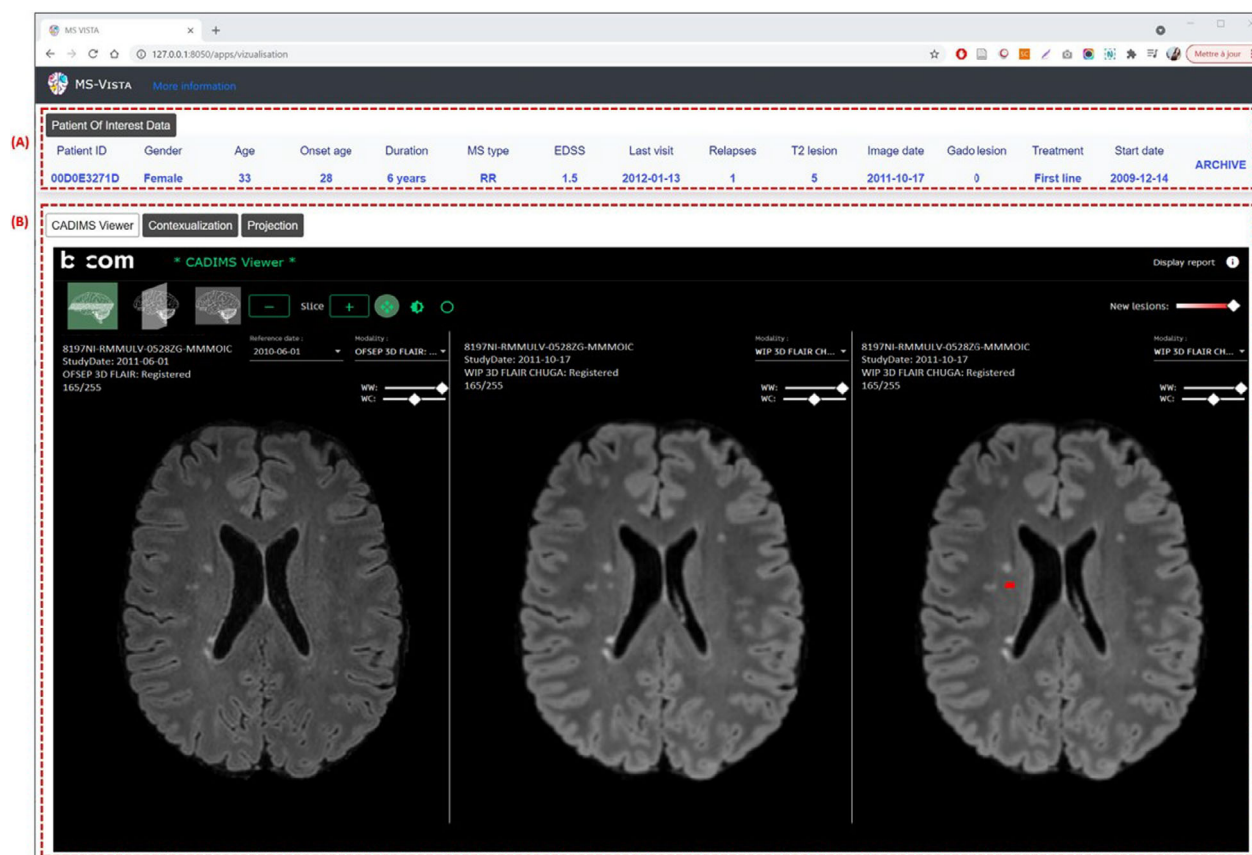 MS VISTA
127.0.0.1:8050/apps/vizualisation
Mettre à jour
MS-VISTA More information
(A)
Patient Of Interest Data
Patient ID Gender Age Onset age Duration MS type EDSS Last visit Relapses T2 lesion Image date Gado lesion Treatment Start date
ARCHIVE
00D0E3271D Female 33 28 6 years RR 1.5 2012-01-13 1 5 2011-10-17 0 First line 2009-12-14
(B)
CADIMS Viewer Contexualization Projection
b com * CADIMS Viewer * Display report i
Slice New lesions:
8197NI-RMMULV-0528ZG-MMMOIC
StudyDate: 2011-06-01
OFSEP 3D FLAIR: Registered
165/255
Reference date :
2010-06-01
Modality :
OFSEP 3D FLAIR: ...
WW:
WC:
8197NI-RMMULV-0528ZG-MMMOIC
StudyDate: 2011-10-17
WIP 3D FLAIR CHUGA: Registered
165/255
Modality :
WIP 3D FLAIR CH...
WW:
WC:
8197NI-RMMULV-0528ZG-MMMOIC
StudyDate: 2011-10-17
WIP 3D FLAIR CHUGA: Registered
165/255
Modality :
WIP 3D FLAIR CH...
WW:
WC: